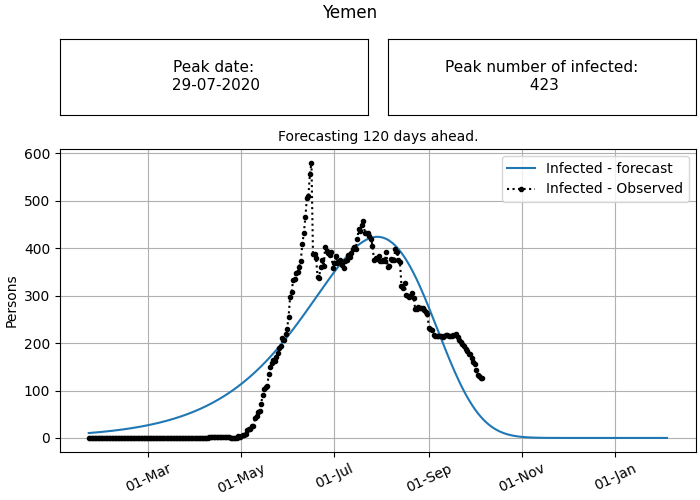 Yemen
Peak date:
29-07-2020
Peak number of infected:
423
Forecasting 120 days ahead.
Infected - forecast
Infected - Observed
Persons
600
500
400
300
200
100
0
01-Mar
01-May
01-Jul
01-Sep
01-Nov
01-Jan